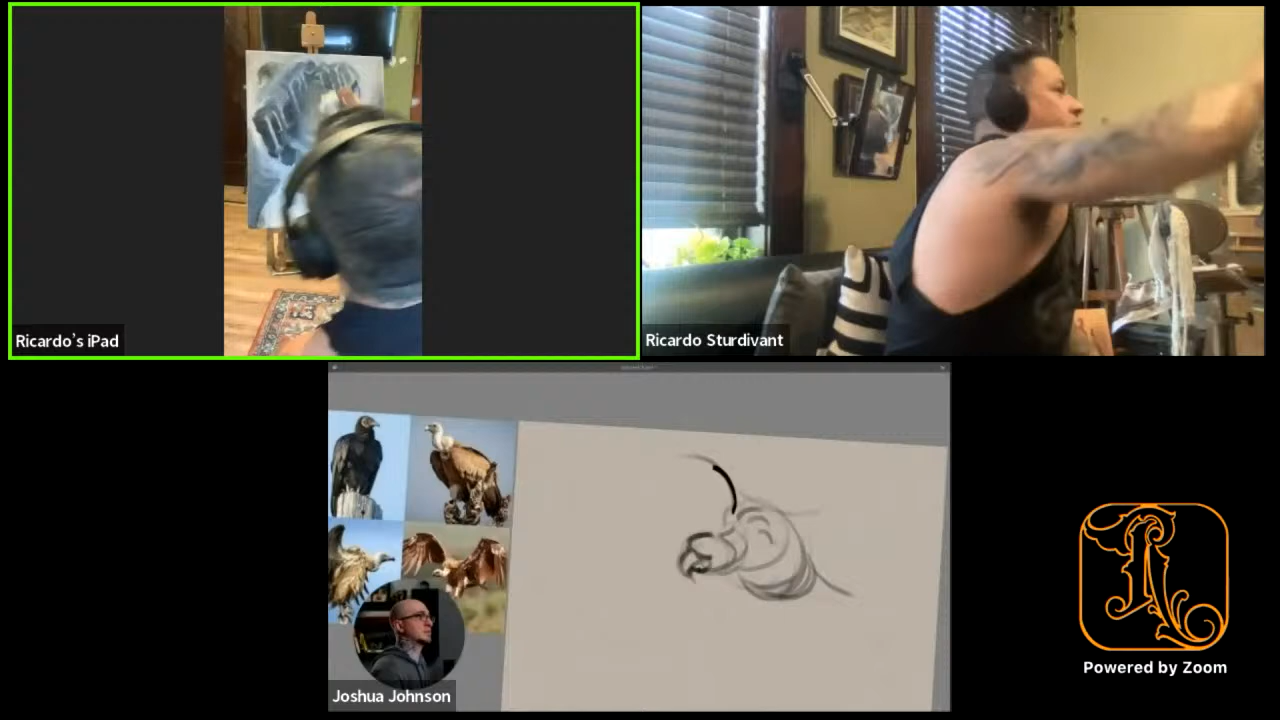 Ricardo's iPad
Ricardo Sturdivant
Joshua Johnson
Powered by Zoom